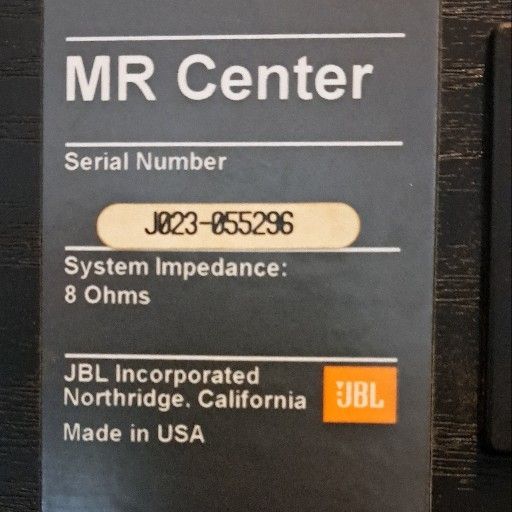 MR Center
Serial Number
J023-055296
System Impedance:
8 Ohms
JBL Incorporated
Northridge. California
JBL
Made in USA